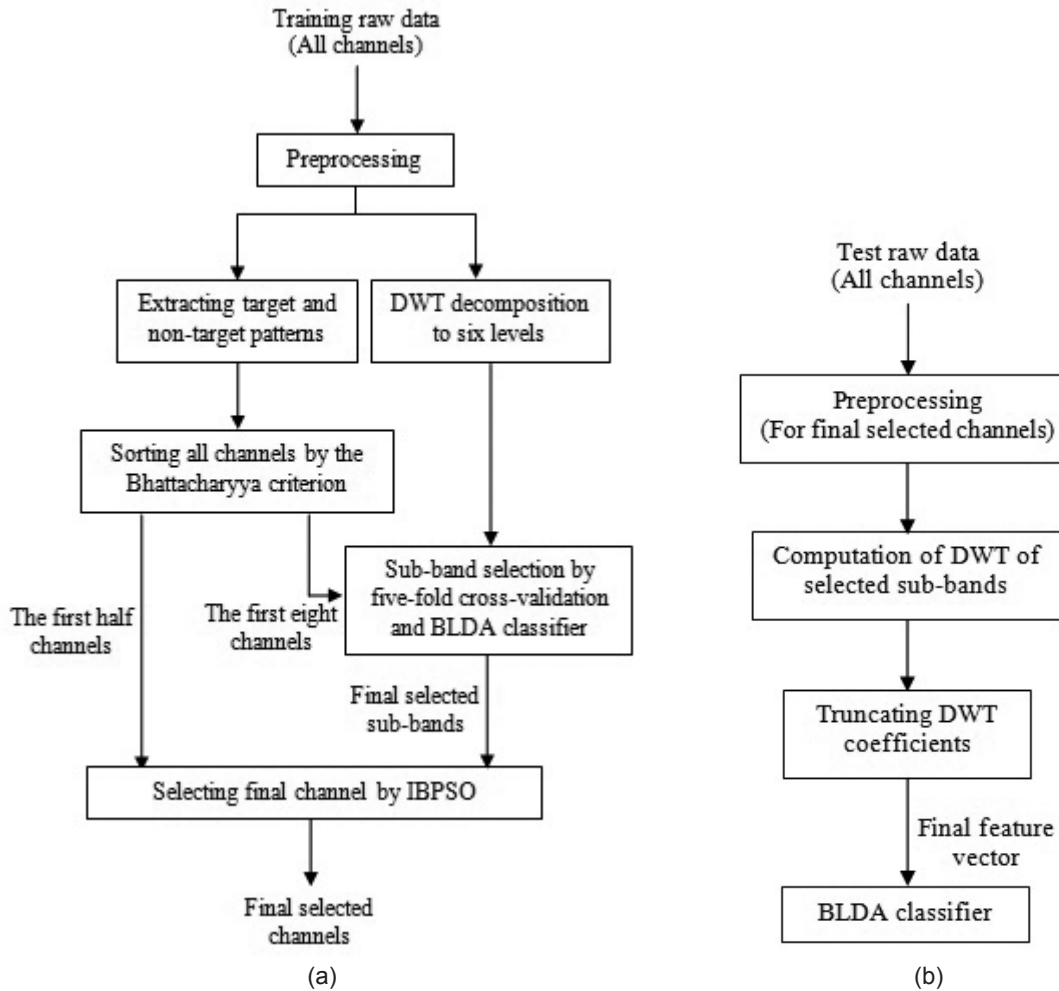 Training raw data
(All channels)
Preprocessing
Extracting target and
non-target patterns
DWT decomposition
to six levels
Sorting all channels by the
Bhattacharyya criterion
The first half
channels
The first eight
channels
Sub-band selection by
five-fold cross-validation
and BLDA classifier
Final selected
sub-bands
Selecting final channel by IBPSO
Final selected
channels
(a)
Test raw data
(All channels)
Preprocessing
(For final selected channels)
Computation of DWT of
selected sub-bands
Truncating DWT
coefficients
Final feature
vector
BLDA classifier
(b)